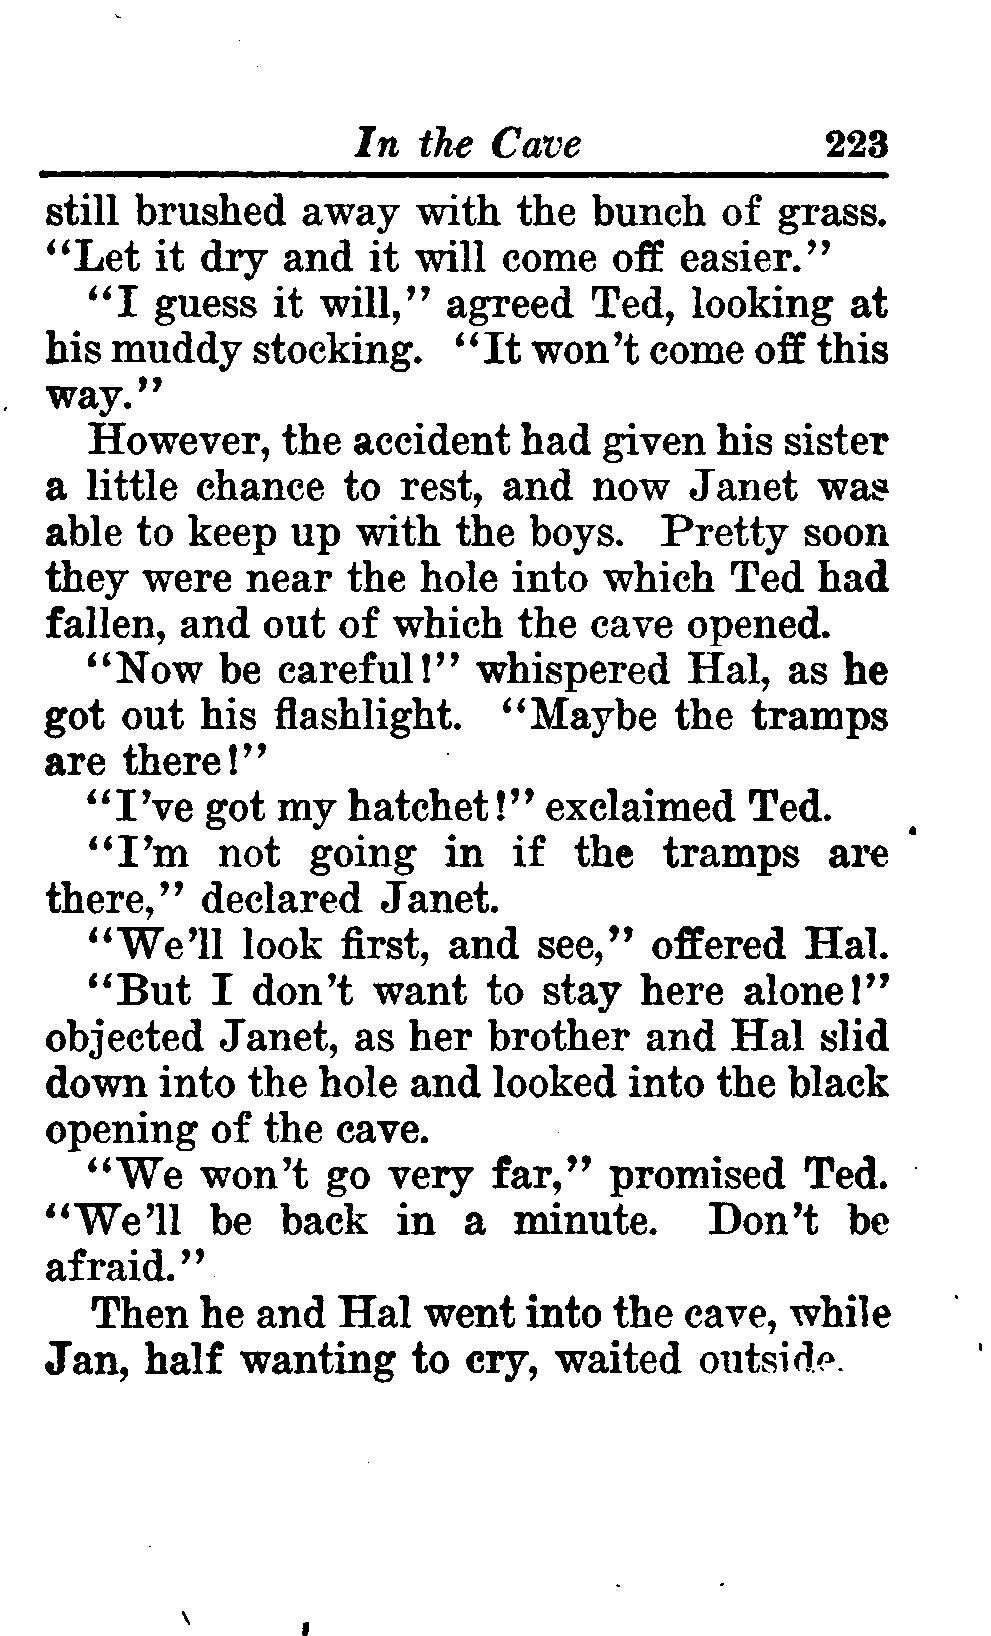 In the Cave 223
still brushed away with the bunch of grass.
“Let it dry and it will come off easier.”
“I guess it will,” agreed Ted, looking at
his muddy stocking. “It won't come off this
way.”
However, the accident had given his sister
a little chance to rest, and now Janet was
able to keep up with the boys. Pretty soon
they were near the hole into which Ted had
fallen, and out of which the cave opened.
“Now be careful!” whispered Hal, as he
got out his flashlight. “Maybe the tramps
are there!”
“I've got my hatchet!” exclaimed Ted.
“I'm not going in if the tramps are
there,” declared Janet.
“We'll look first, and see,” offered Hal.
“But I don't want to stay here alone!”
objected Janet, as her brother and Hal slid
down into the hole and looked into the black
opening of the cave.
“We won't go very far,” promised Ted.
“We'll be back in a minute. Don't be
afraid.”
Then he and Hal went into the cave, while
Jan, half wanting to cry, waited outside.